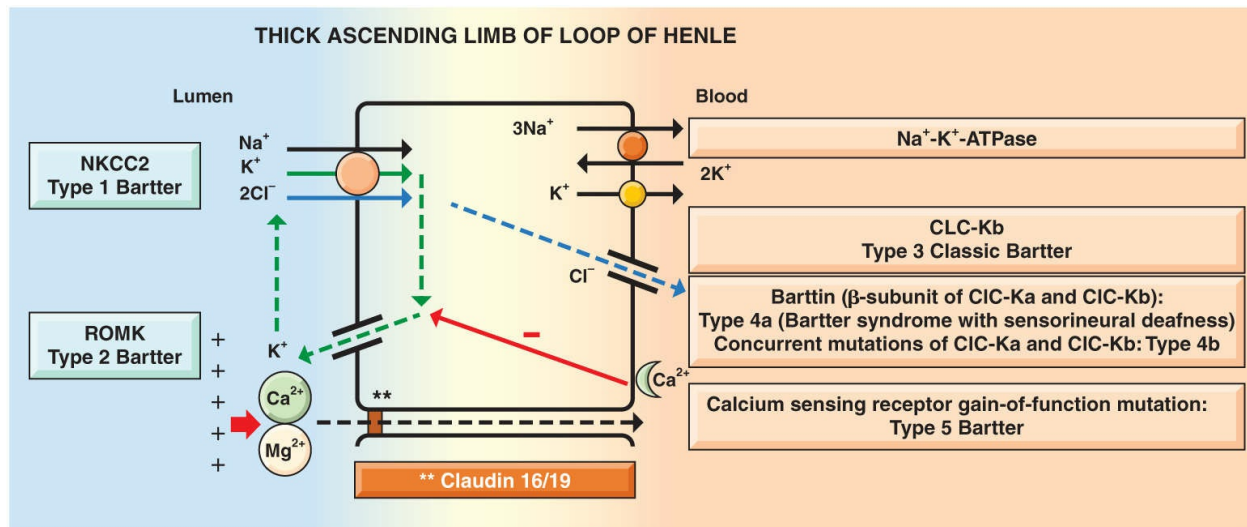 THICK ASCENDING LIMB OF LOOP OF HENLE
Lumen
Blood
NKCC2
Type 1 Bartter
Na⁺
K⁺
2Cl⁻
3Na⁺
2K⁺
K⁺
Na⁺-K⁺-ATPase
CLC-Kb
Type 3 Classic Bartter
Cl⁻
Barttin (β-subunit of ClC-Ka and ClC-Kb):
Type 4a (Bartter syndrome with sensorineural deafness)
Concurrent mutations of ClC-Ka and ClC-Kb: Type 4b
ROMK
Type 2 Bartter
+
+
+
+
+
K⁺
Ca²⁺
Mg²⁺
−
Ca²⁺
**
Calcium sensing receptor gain-of-function mutation:
Type 5 Bartter
** Claudin 16/19